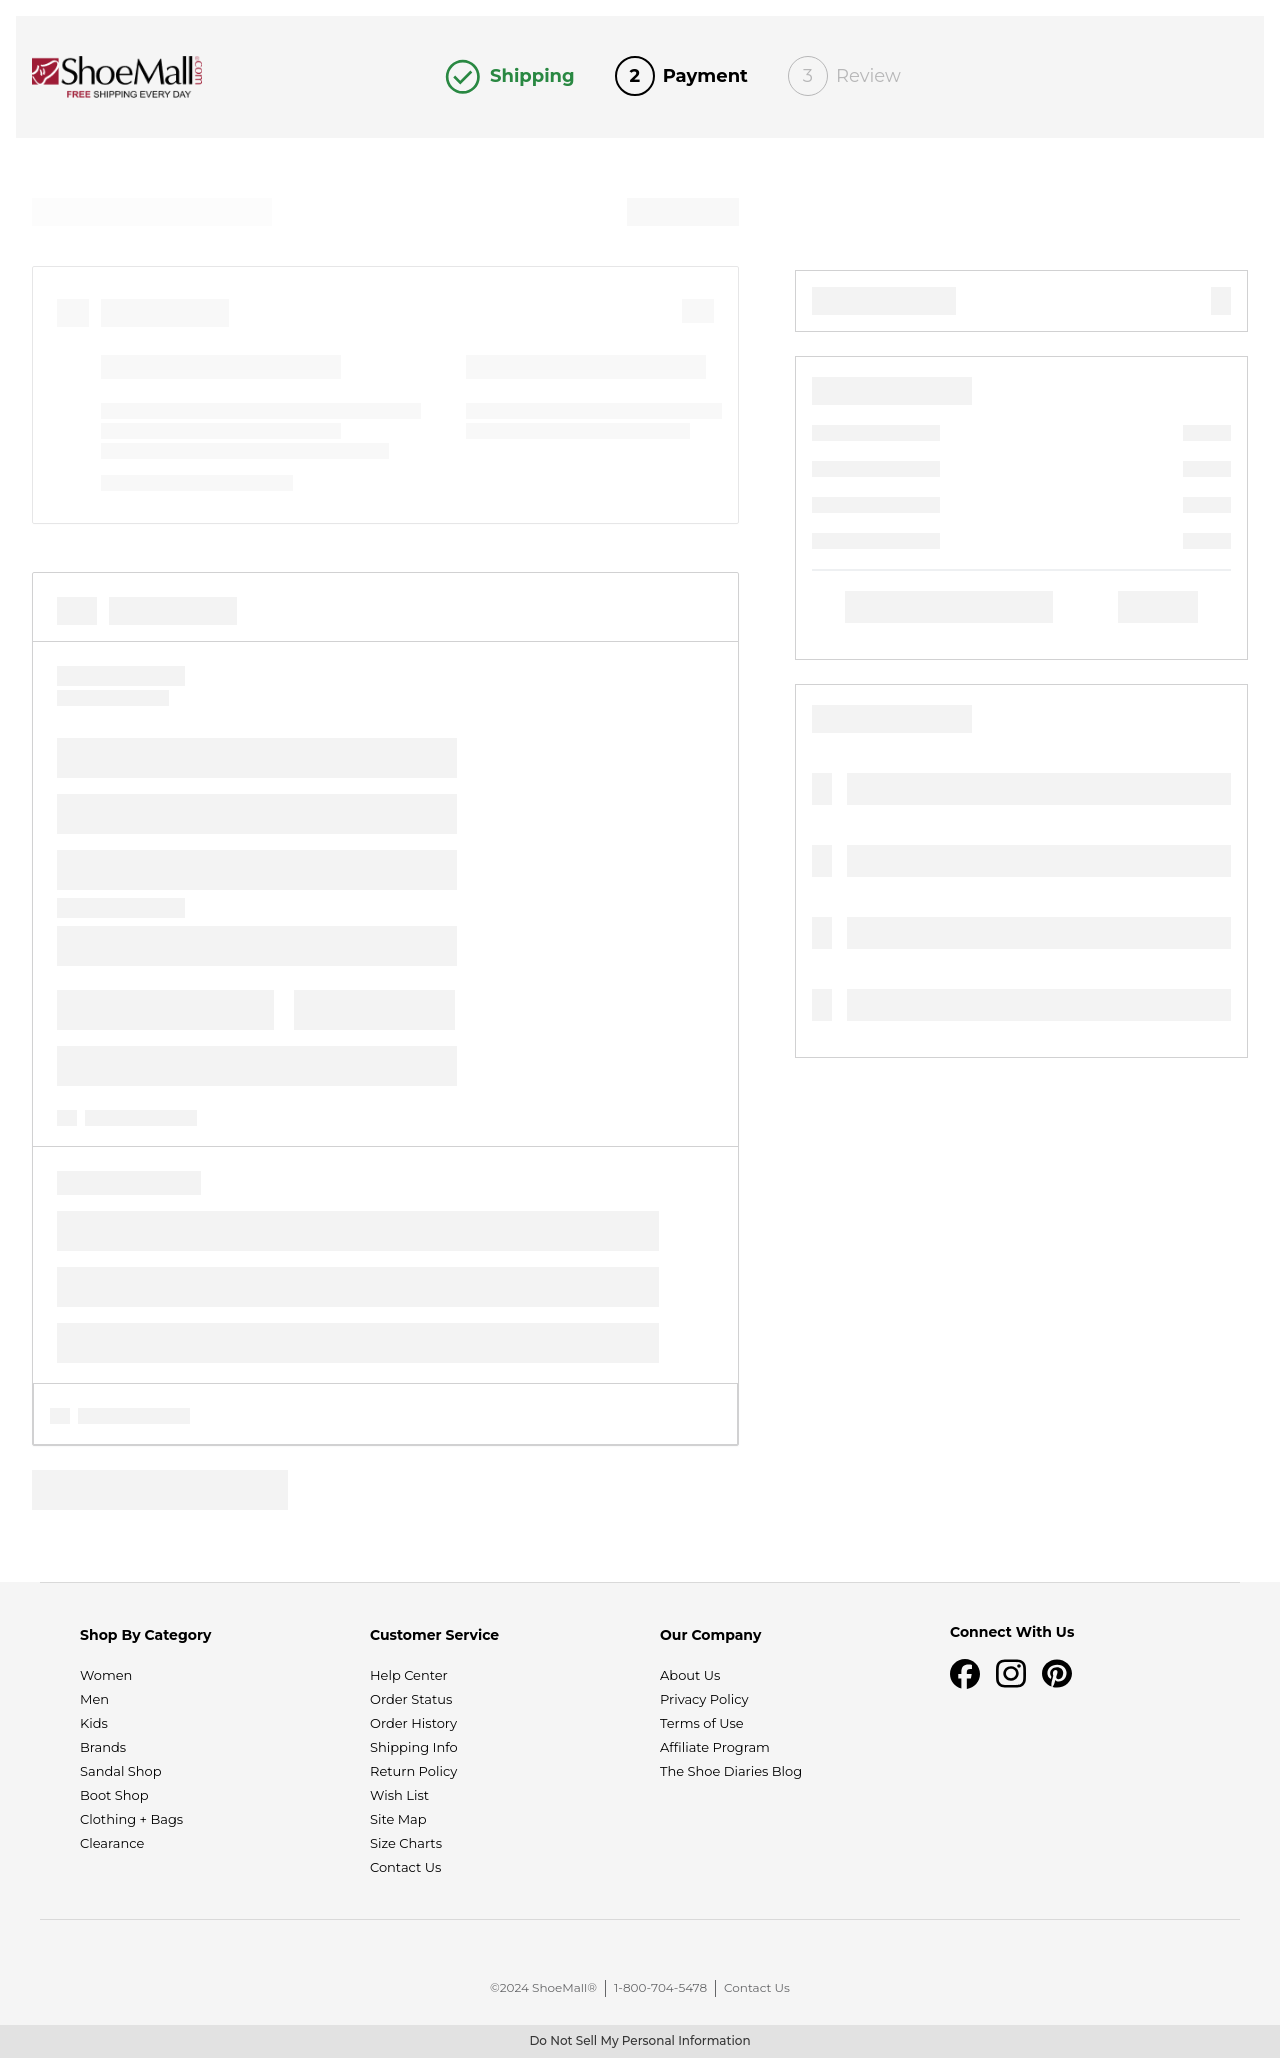 ShoeMall.com
FREE SHIPPING EVERY DAY
Shipping
2 Payment
3 Review
Shop By Category
Women
Men
Kids
Brands
Sandal Shop
Boot Shop
Clothing + Bags
Clearance
Customer Service
Help Center
Order Status
Order History
Shipping Info
Return Policy
Wish List
Site Map
Size Charts
Contact Us
Our Company
About Us
Privacy Policy
Terms of Use
Affiliate Program
The Shoe Diaries Blog
Connect With Us
©2024 ShoeMall® | 1-800-704-5478 | Contact Us
Do Not Sell My Personal Information